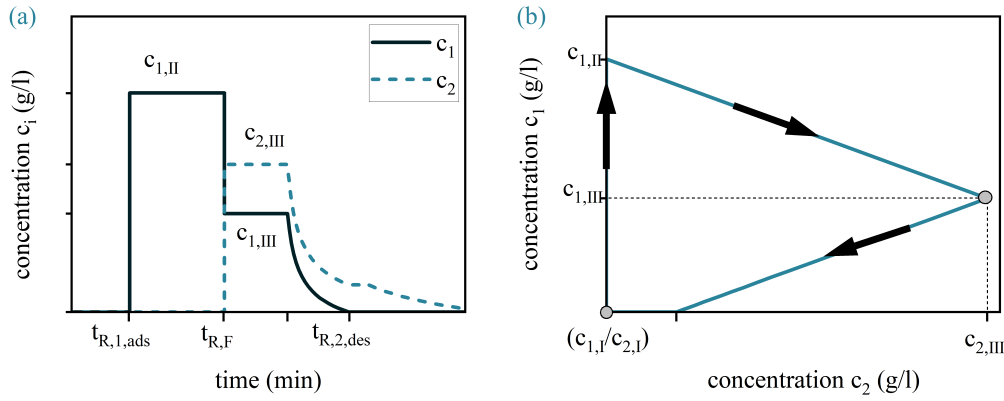 (a)
c1,II
c1
c2
c2,III
c1,III
concentration ci (g/l)
tR,1,ads
tR,F
tR,2,des
time (min)
(b)
c1,II
c1,III
concentration c1 (g/l)
(c1,I/c2,I)
c2,III
concentration c2 (g/l)